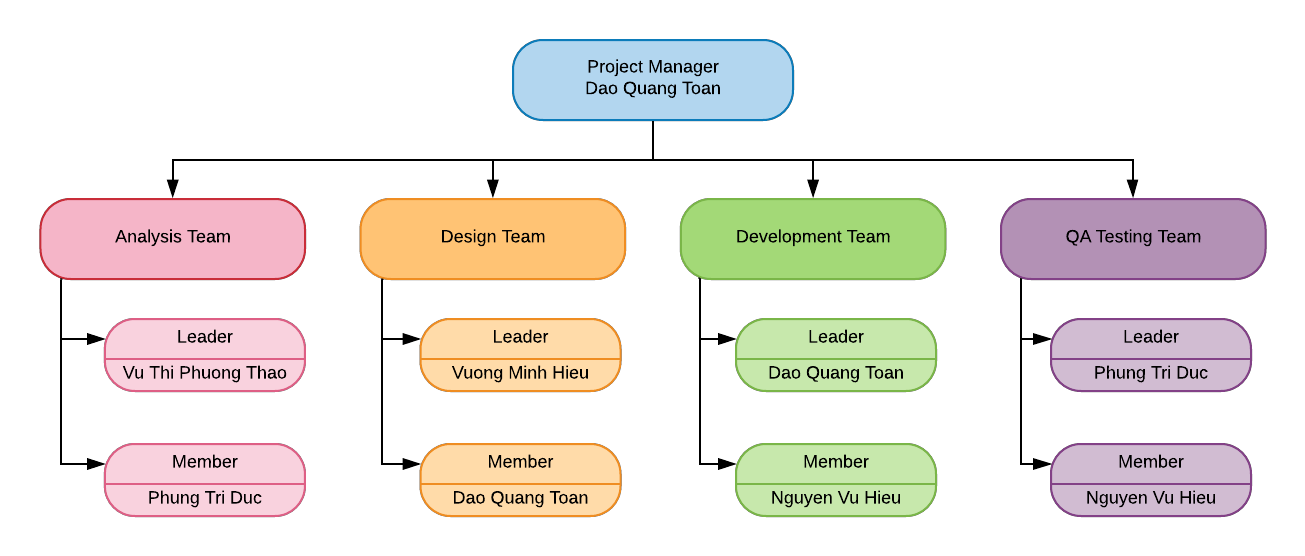 Project Manager
Dao Quang Toan
Analysis Team
Design Team
Development Team
QA Testing Team
Leader
Vu Thi Phuong Thao
Leader
Vuong Minh Hieu
Leader
Dao Quang Toan
Leader
Phung Tri Duc
Member
Phung Tri Duc
Member
Dao Quang Toan
Member
Nguyen Vu Hieu
Member
Nguyen Vu Hieu